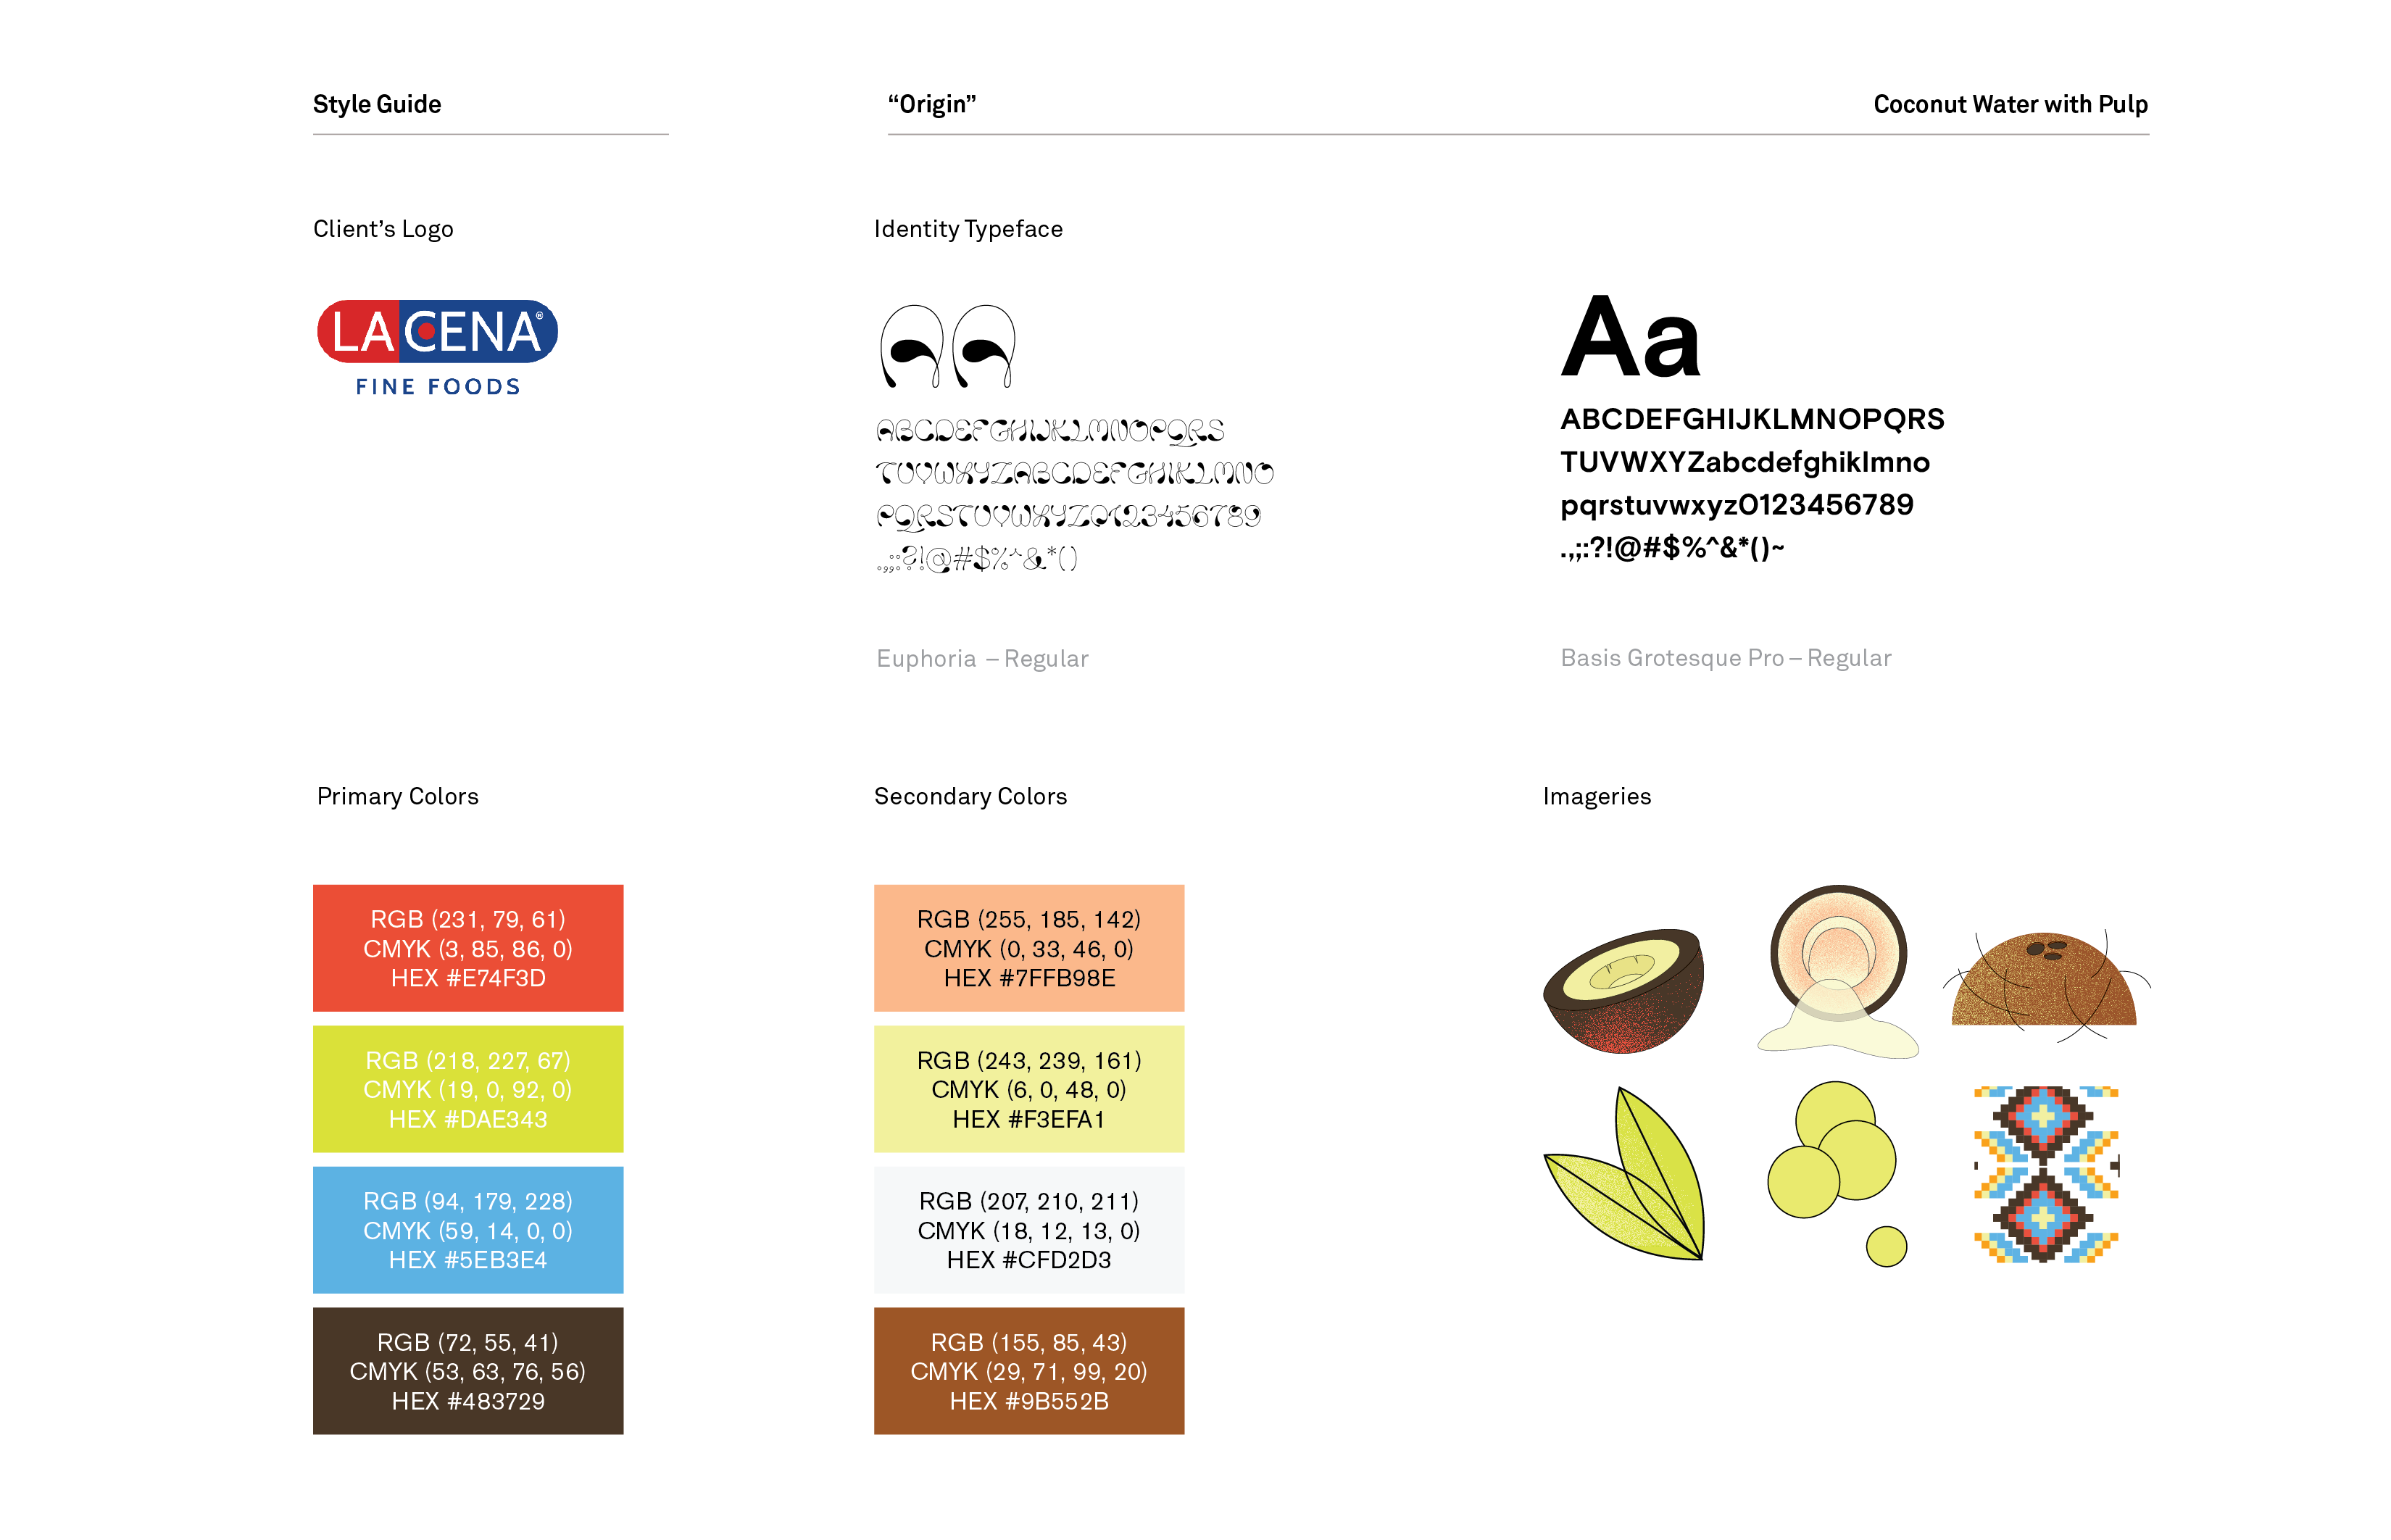 Style Guide
“Origin”
Coconut Water with Pulp
Client’s Logo
LACENA®
FINE FOODS
Identity Typeface
Aa
ABCDEFGHIJKLMNOPQRS
TUVWXYZABCDEFGHIKLMNO
PQRSTUVWXYZ0123456789
.,;:?!@#$%^&*()
Euphoria – Regular
Aa
ABCDEFGHIJKLMNOPQRS
TUVWXYZabcdefghiklmno
pqrstuvwxyz0123456789
.,;:?!@#$%^&*()~
Basis Grotesque Pro – Regular
Primary Colors
RGB (231, 79, 61)
CMYK (3, 85, 86, 0)
HEX #E74F3D
RGB (218, 227, 67)
CMYK (19, 0, 92, 0)
HEX #DAE343
RGB (94, 179, 228)
CMYK (59, 14, 0, 0)
HEX #5EB3E4
RGB (72, 55, 41)
CMYK (53, 63, 76, 56)
HEX #483729
Secondary Colors
RGB (255, 185, 142)
CMYK (0, 33, 46, 0)
HEX #7FFB98E
RGB (243, 239, 161)
CMYK (6, 0, 48, 0)
HEX #F3EFA1
RGB (207, 210, 211)
CMYK (18, 12, 13, 0)
HEX #CFD2D3
RGB (155, 85, 43)
CMYK (29, 71, 99, 20)
HEX #9B552B
Imageries